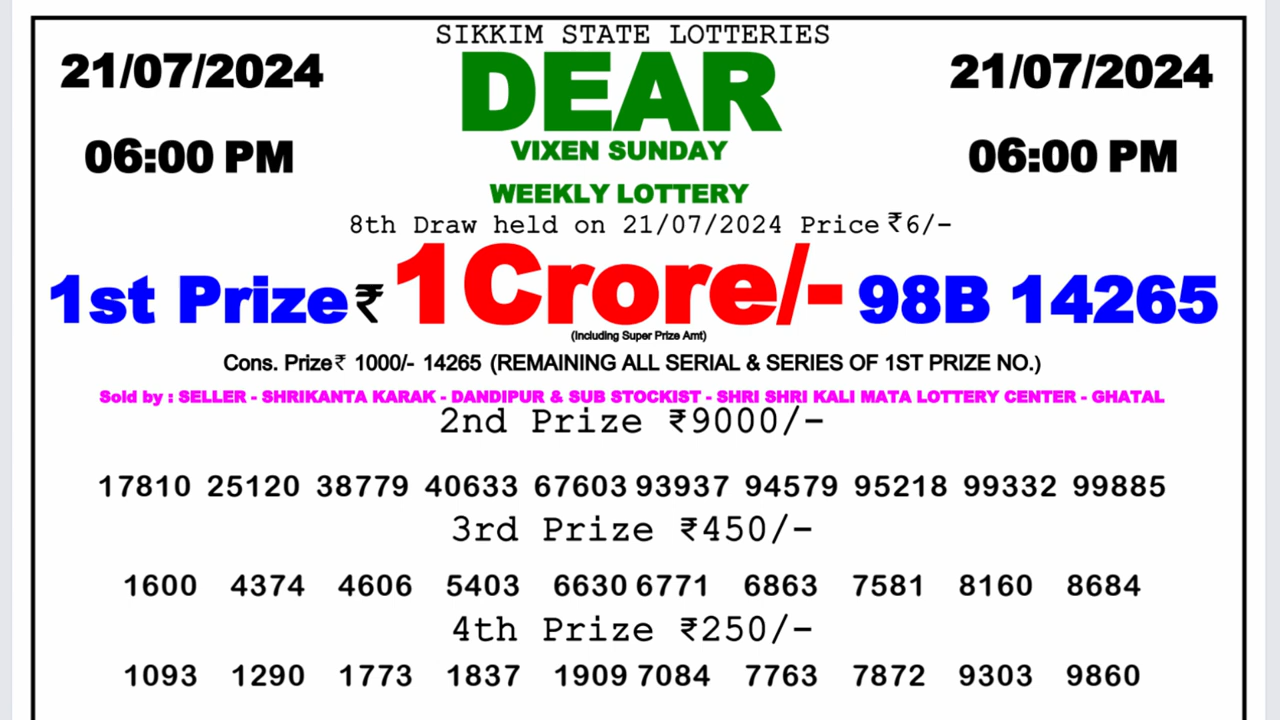 SIKKIM STATE LOTTERIES
21/07/2024 DEAR 21/07/2024
06:00 PM VIXEN SUNDAY 06:00 PM
WEEKLY LOTTERY
8th Draw held on 21/07/2024 Price ₹6/-
1st Prize ₹ 1Crore/- 98B 14265
(Including Super Prize Amt)
Cons. Prize ₹ 1000/- 14265 (REMAINING ALL SERIAL & SERIES OF 1ST PRIZE NO.)
Sold by : SELLER - SHRIKANTA KARAK - DANDIPUR & SUB STOCKIST - SHRI SHRI KALI MATA LOTTERY CENTER - GHATAL
2nd Prize ₹9000/-
17810 25120 38779 40633 67603 93937 94579 95218 99332 99885
3rd Prize ₹450/-
1600 4374 4606 5403 6630 6771 6863 7581 8160 8684
4th Prize ₹250/-
1093 1290 1773 1837 1909 7084 7763 7872 9303 9860